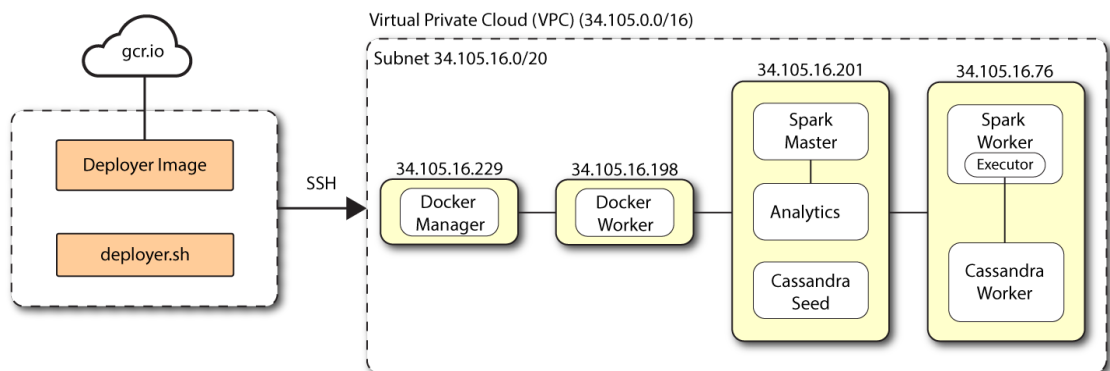 Virtual Private Cloud (VPC) (34.105.0.0/16)
gcr.io
Subnet 34.105.16.0/20
Deployer Image
deployer.sh
SSH
34.105.16.229
Docker
Manager
34.105.16.198
Docker
Worker
34.105.16.201
Spark
Master
Analytics
Cassandra
Seed
34.105.16.76
Spark
Worker
Executor
Cassandra
Worker